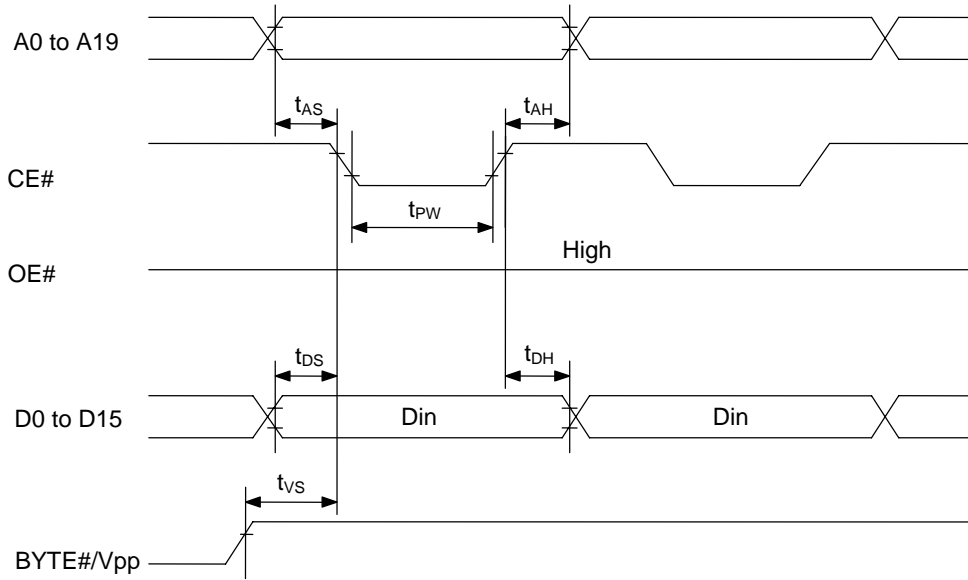 A0 to A19
tAS
tAH
CE#
tPW
High
OE#
tDS
tDH
D0 to D15
Din
Din
tVS
BYTE#/Vpp